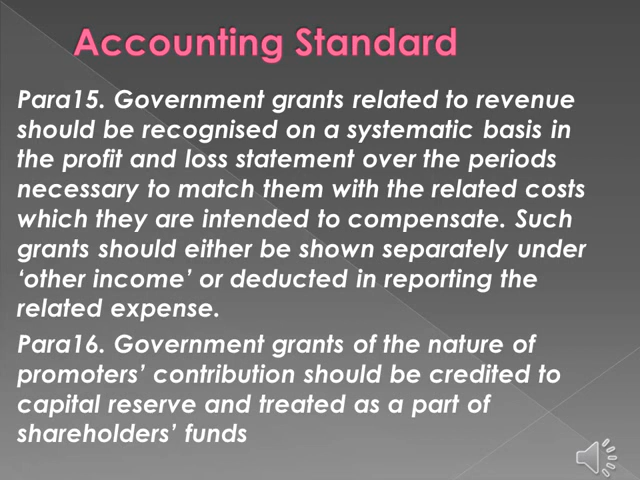 Accounting Standard
Para15. Government grants related to revenue
should be recognised on a systematic basis in
the profit and loss statement over the periods
necessary to match them with the related costs
which they are intended to compensate. Such
grants should either be shown separately under
‘other income’ or deducted in reporting the
related expense.
Para16. Government grants of the nature of
promoters’ contribution should be credited to
capital reserve and treated as a part of
shareholders’ funds